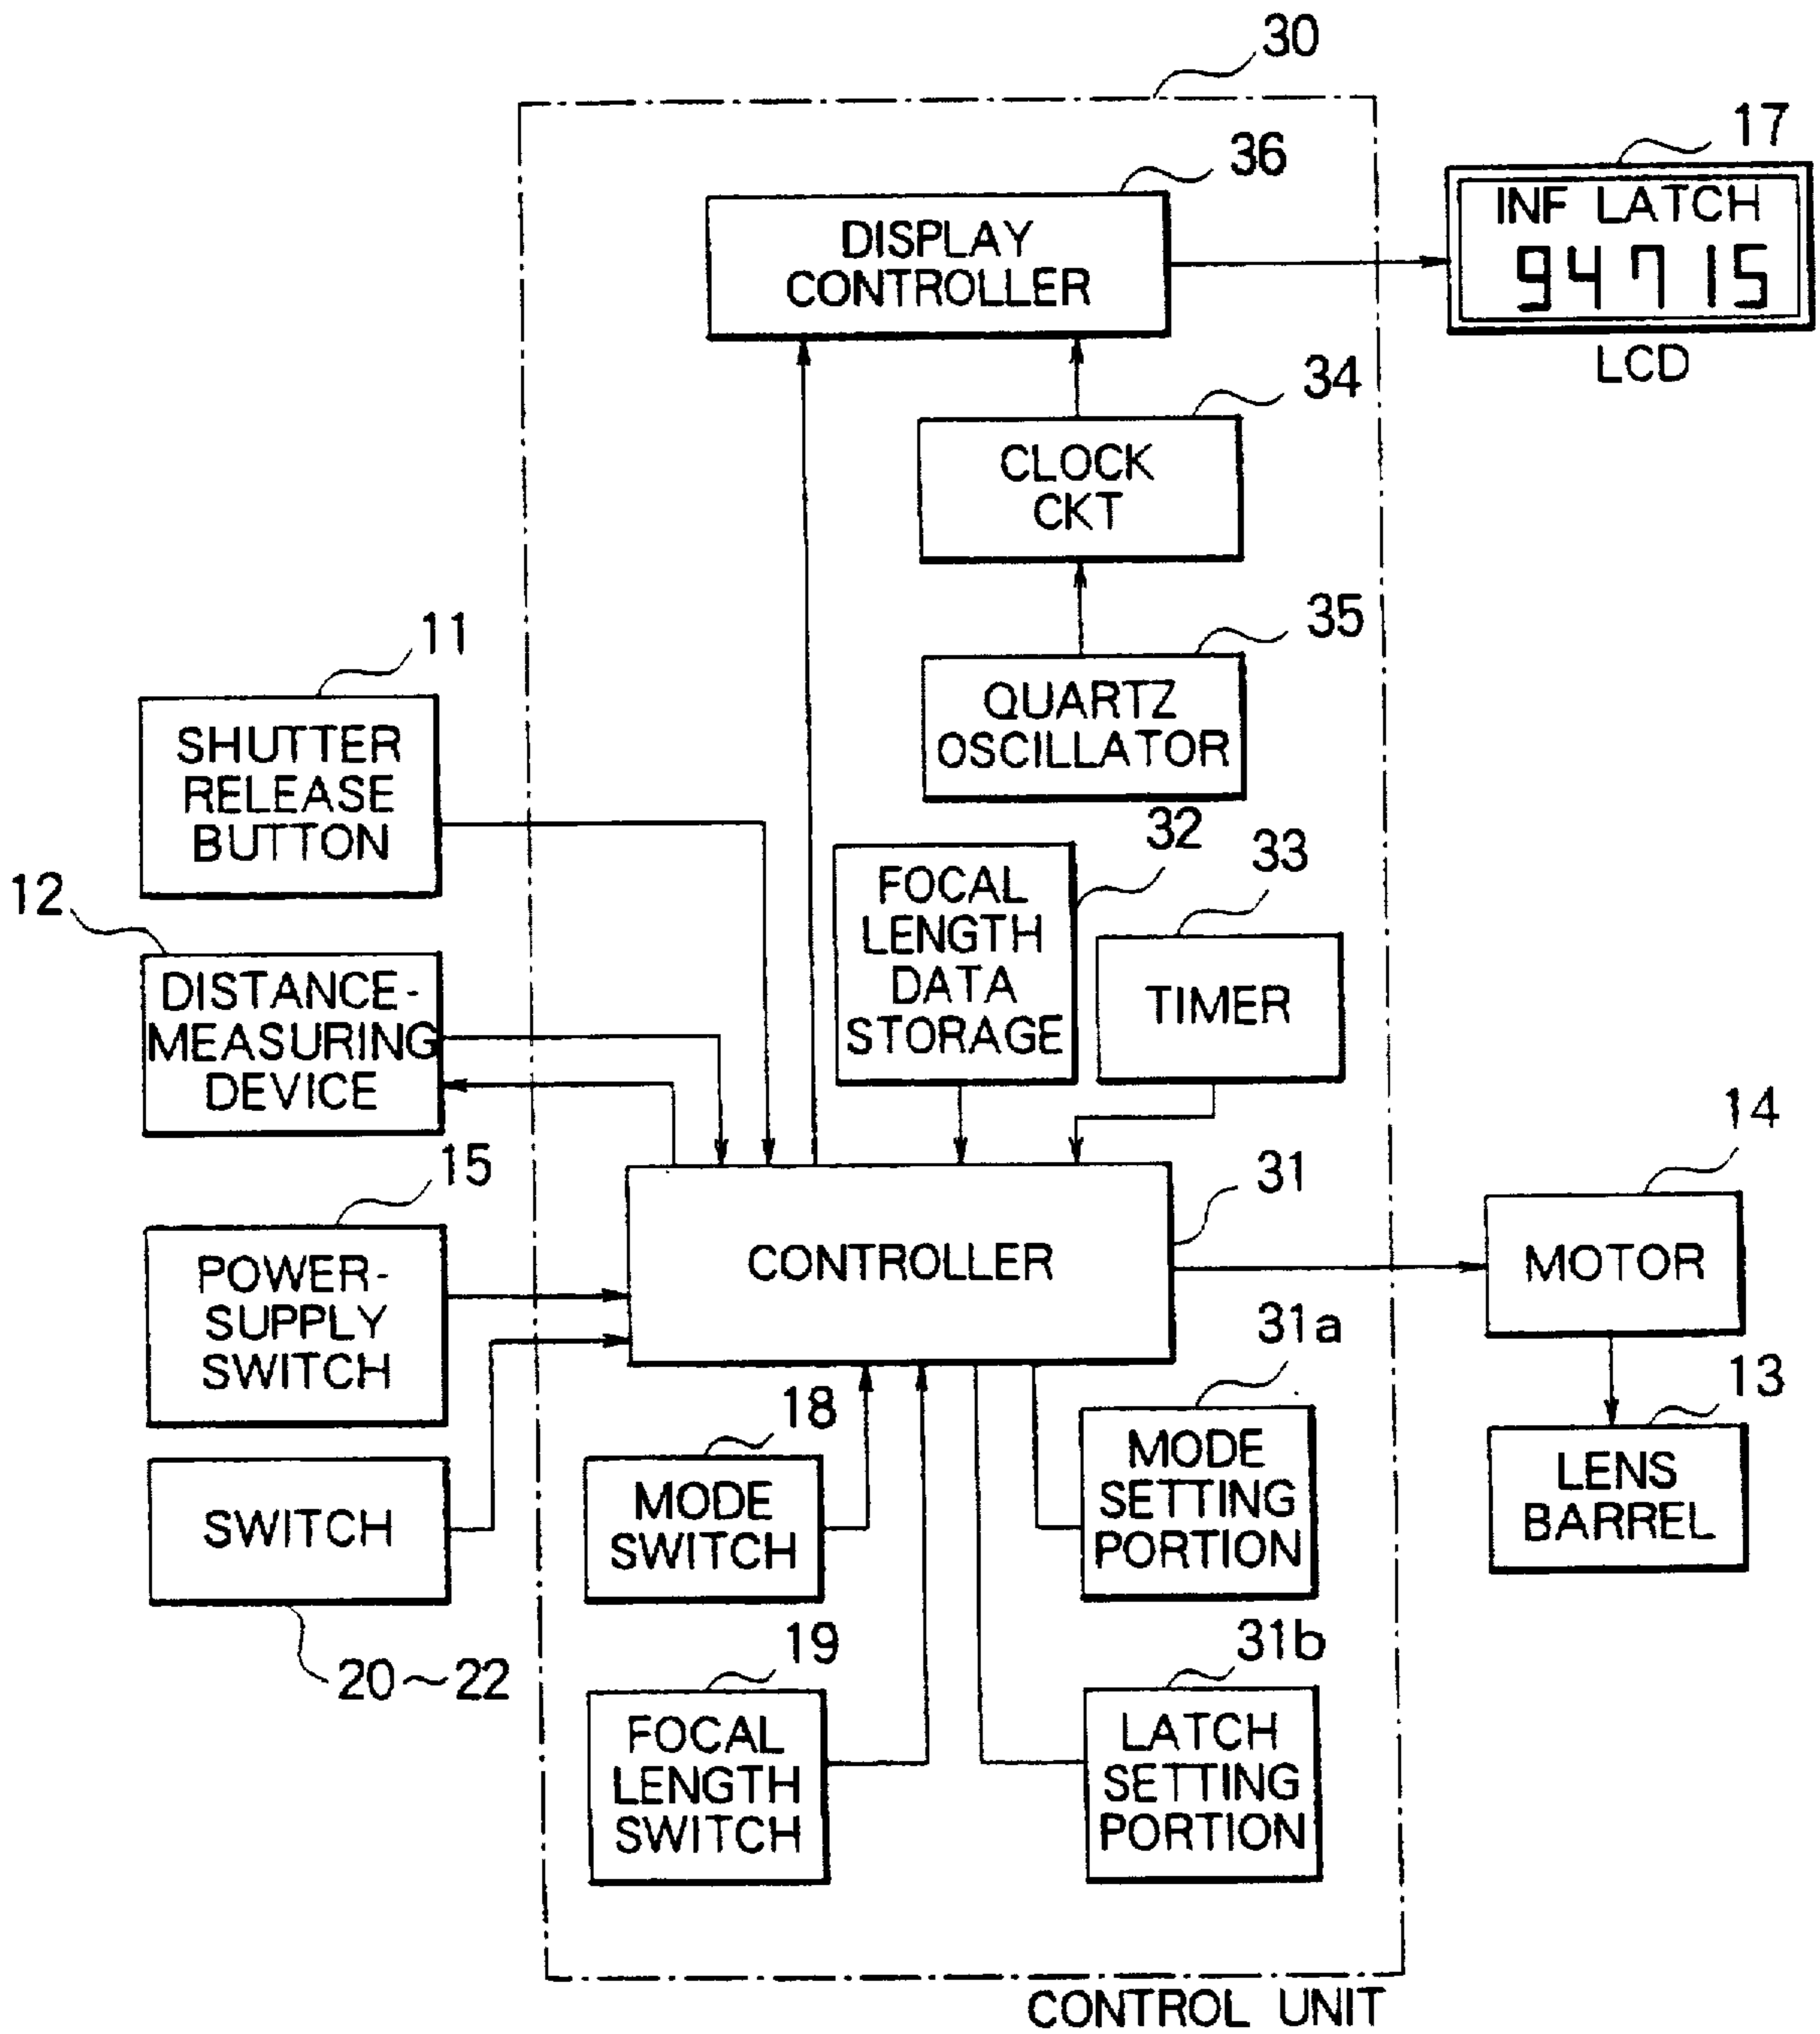 30
17
36
INF LATCH
94 7 15
LCD
DISPLAY
CONTROLLER
34
CLOCK
CKT
35
QUARTZ
OSCILLATOR
11
SHUTTER
RELEASE
BUTTON
32
33
FOCAL
LENGTH
DATA
STORAGE
TIMER
12
DISTANCE-
MEASURING
DEVICE
15
POWER-
SUPPLY
SWITCH
31
CONTROLLER
14
MOTOR
13
LENS
BARREL
SWITCH
20~22
18
MODE
SWITCH
31a
MODE
SETTING
PORTION
19
FOCAL
LENGTH
SWITCH
31b
LATCH
SETTING
PORTION
CONTROL UNIT